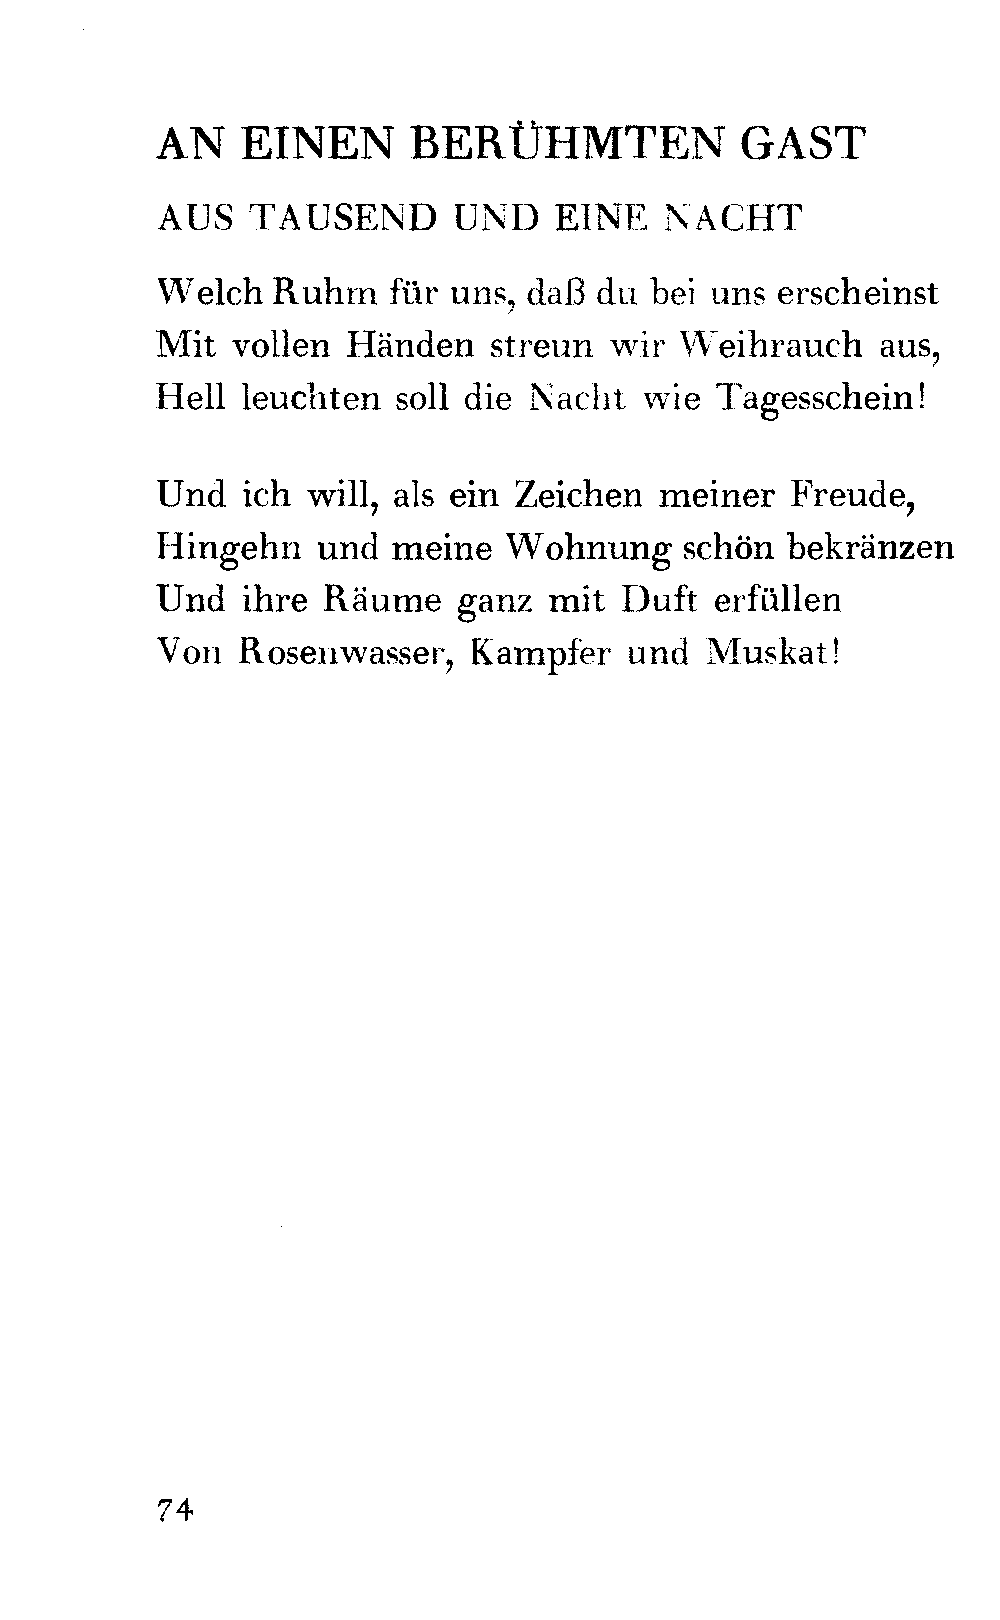 AN EINEN BERÜHMTEN GAST
AUS TAUSEND UND EINE NACHT
Welch Ruhm für uns, daß du bei uns erscheinst
Mit vollen Händen streun wir Weihrauch aus,
Hell leuchten soll die Nacht wie Tagesschein!
Und ich will, als ein Zeichen meiner Freude,
Hingehn und meine Wohnung schön bekränzen
Und ihre Räume ganz mit Duft erfüllen
Von Rosenwasser, Kampfer und Muskat!
74